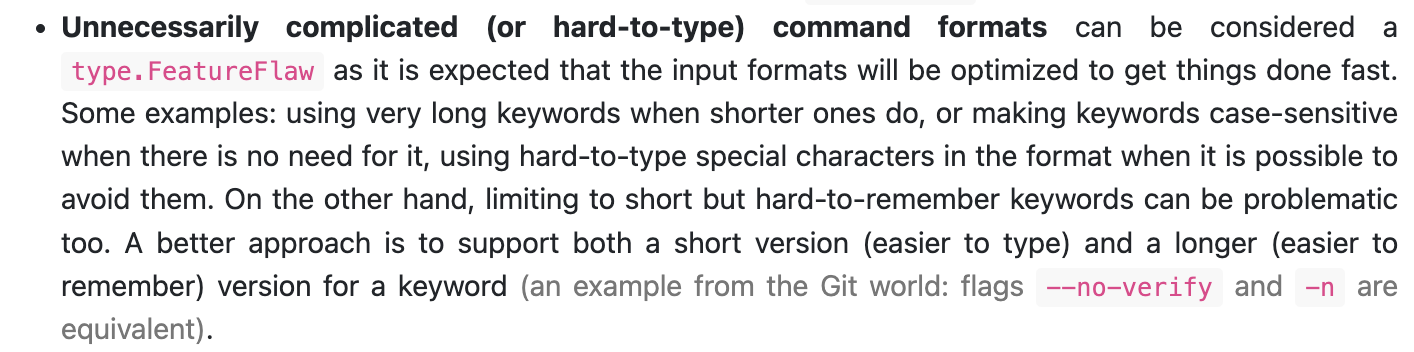 • Unnecessarily complicated (or hard-to-type) command formats can be considered a
type.FeatureFlaw as it is expected that the input formats will be optimized to get things done fast.
Some examples: using very long keywords when shorter ones do, or making keywords case-sensitive
when there is no need for it, using hard-to-type special characters in the format when it is possible to
avoid them. On the other hand, limiting to short but hard-to-remember keywords can be problematic
too. A better approach is to support both a short version (easier to type) and a longer (easier to
remember) version for a keyword (an example from the Git world: flags --no-verify and -n are
equivalent).